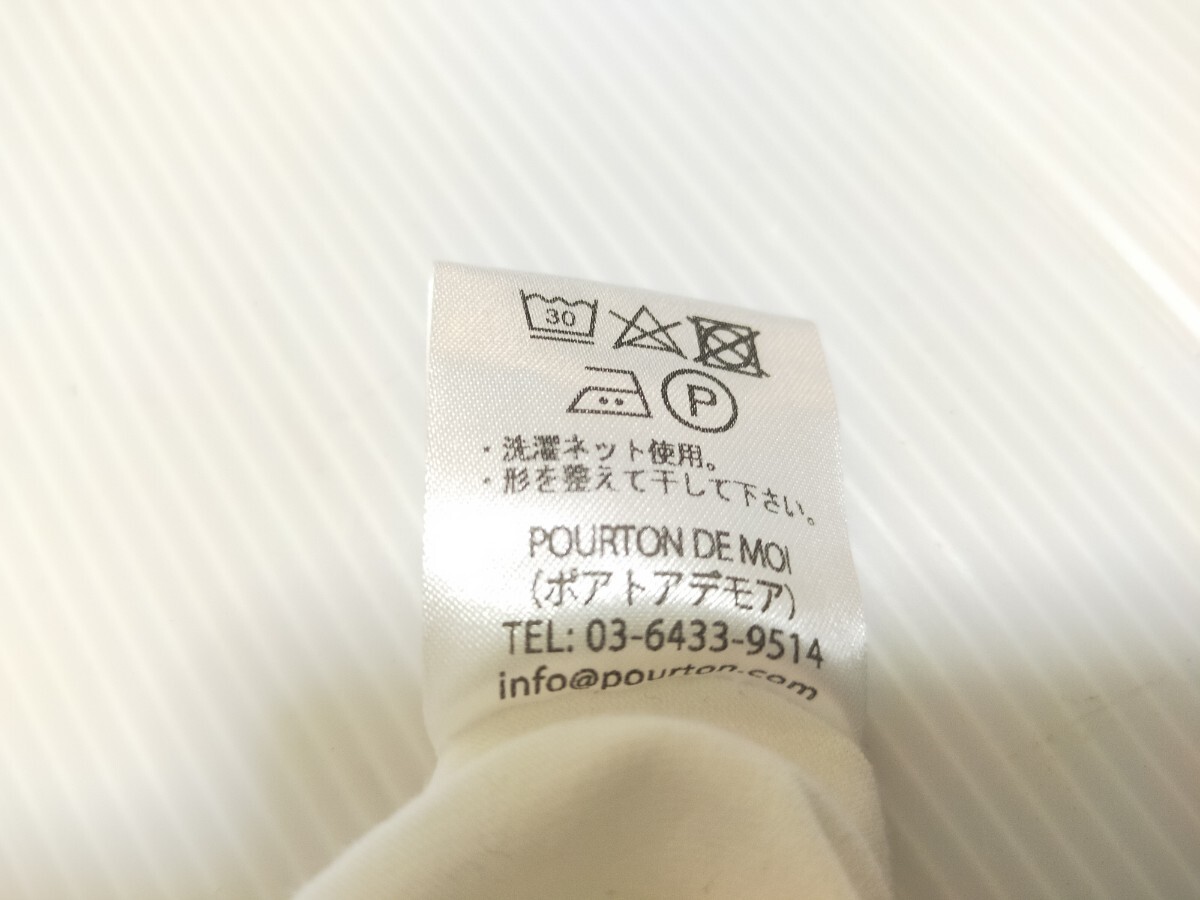 30
P
・洗濯ネット使用。
・形を整えて干して下さい。
POURTON DE MOI
(ポアトアデモア)
TEL: 03-6433-9514
info@pourton.com